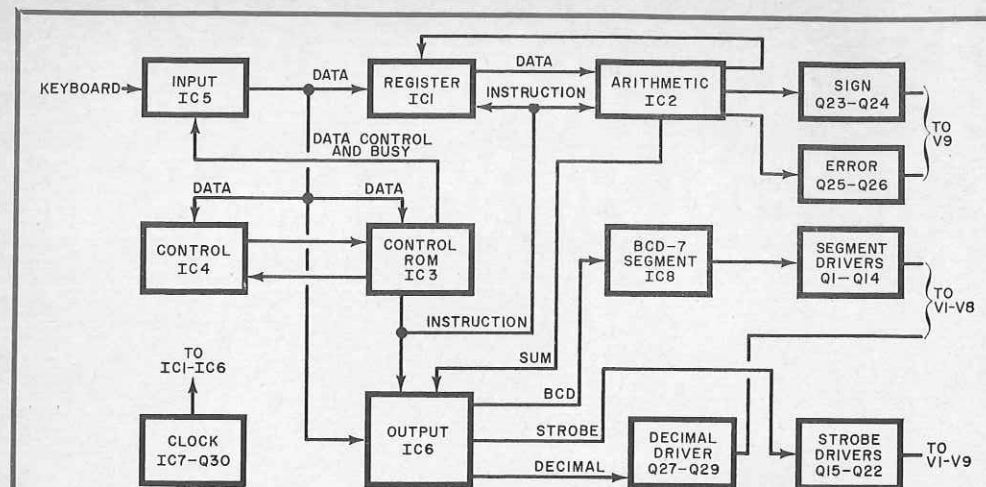 KEYBOARD
INPUT
IC5
DATA
REGISTER
IC1
DATA
INSTRUCTION
ARITHMETIC
IC2
SIGN
Q23-Q24
TO
V9
ERROR
Q25-Q26
DATA CONTROL
AND BUSY
DATA
DATA
CONTROL
IC4
CONTROL
ROM
IC3
BCD-7
SEGMENT
IC8
SEGMENT
DRIVERS
Q1-Q14
TO
V1-V8
INSTRUCTION
SUM
BCD
TO
IC1-IC6
CLOCK
IC7-Q30
OUTPUT
IC6
STROBE
DECIMAL
DECIMAL
DRIVER
Q27-Q29
STROBE
DRIVERS
Q15-Q22
TO
V1-V9